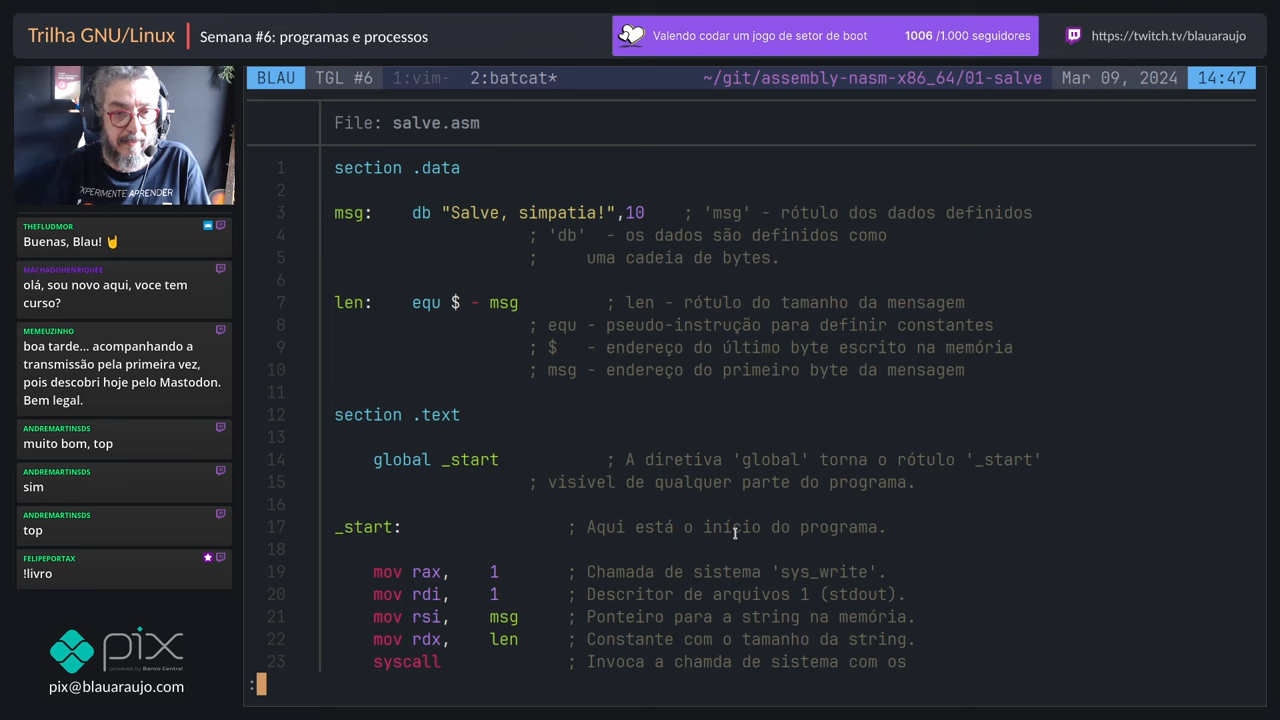 Trilha GNU/Linux
Semana #6: programas e processos
Valendo codar um jogo de setor de boot
1006 /1.000 seguidores
https://twitch.tv/blauaraujo
XPERIMENTE APRENDER
THEFLUDMOR
Buenas, Blau! 🤘
MACHADOHENRIQUEE
olá, sou novo aqui, voce tem
curso?
MEMEUZINHO
boa tarde... acompanhando a
transmissão pela primeira vez,
pois descobri hoje pelo Mastodon.
Bem legal.
ANDREMARTINSDS
muito bom, top
ANDREMARTINSDS
sim
ANDREMARTINSDS
top
FELIPEPORTAX
!livro
pix
powered by Banco Central
pix@blauaraujo.com
BLAU TGL #6 1:vim- 2:batcat* ~/git/assembly-nasm-x86_64/01-salve Mar 09, 2024 14:47
File: salve.asm
1 section .data
2
3 msg: db "Salve, simpatia!",10 ; 'msg' - rótulo dos dados definidos
4 ; 'db' - os dados são definidos como
5 ; uma cadeia de bytes.
6
7 len: equ $ - msg ; len - rótulo do tamanho da mensagem
8 ; equ - pseudo-instrução para definir constantes
9 ; $ - endereço do último byte escrito na memória
10 ; msg - endereço do primeiro byte da mensagem
11
12 section .text
13
14 global _start ; A diretiva 'global' torna o rótulo '_start'
15 ; visível de qualquer parte do programa.
16
17 _start: ; Aqui está o início do programa.
18
19 mov rax, 1 ; Chamada de sistema 'sys_write'.
20 mov rdi, 1 ; Descritor de arquivos 1 (stdout).
21 mov rsi, msg ; Ponteiro para a string na memória.
22 mov rdx, len ; Constante com o tamanho da string.
23 syscall ; Invoca a chamda de sistema com os
: